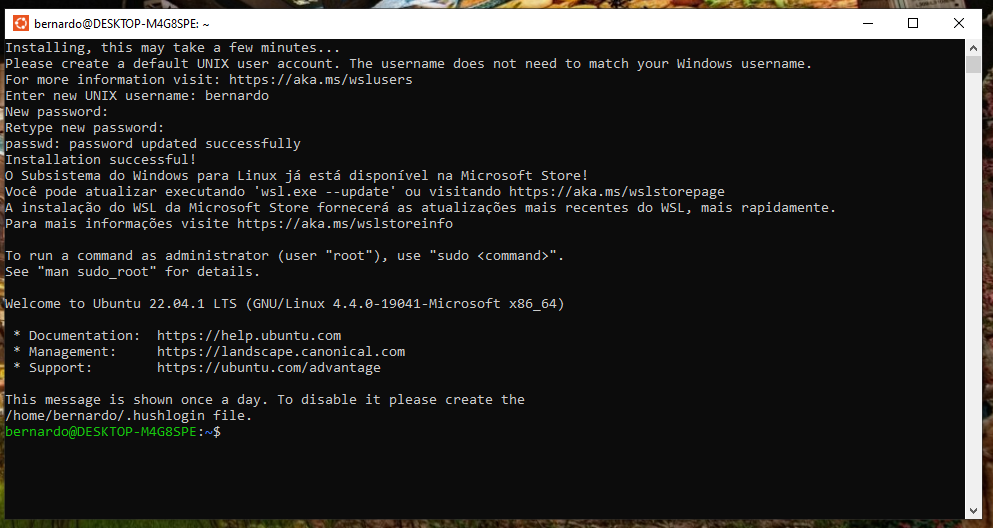 bernardo@DESKTOP-M4G8SPE: ~
Installing, this may take a few minutes...
Please create a default UNIX user account. The username does not need to match your Windows username.
For more information visit: https://aka.ms/wslusers
Enter new UNIX username: bernardo
New password:
Retype new password:
passwd: password updated successfully
Installation successful!
O Subsistema do Windows para Linux já está disponível na Microsoft Store!
Você pode atualizar executando 'wsl.exe --update' ou visitando https://aka.ms/wslstorepage
A instalação do WSL da Microsoft Store fornecerá as atualizações mais recentes do WSL, mais rapidamente.
Para mais informações visite https://aka.ms/wslstoreinfo

To run a command as administrator (user "root"), use "sudo <command>".
See "man sudo_root" for details.

Welcome to Ubuntu 22.04.1 LTS (GNU/Linux 4.4.0-19041-Microsoft x86_64)

 * Documentation:  https://help.ubuntu.com
 * Management:     https://landscape.canonical.com
 * Support:        https://ubuntu.com/advantage

This message is shown once a day. To disable it please create the
/home/bernardo/.hushlogin file.
bernardo@DESKTOP-M4G8SPE:~$